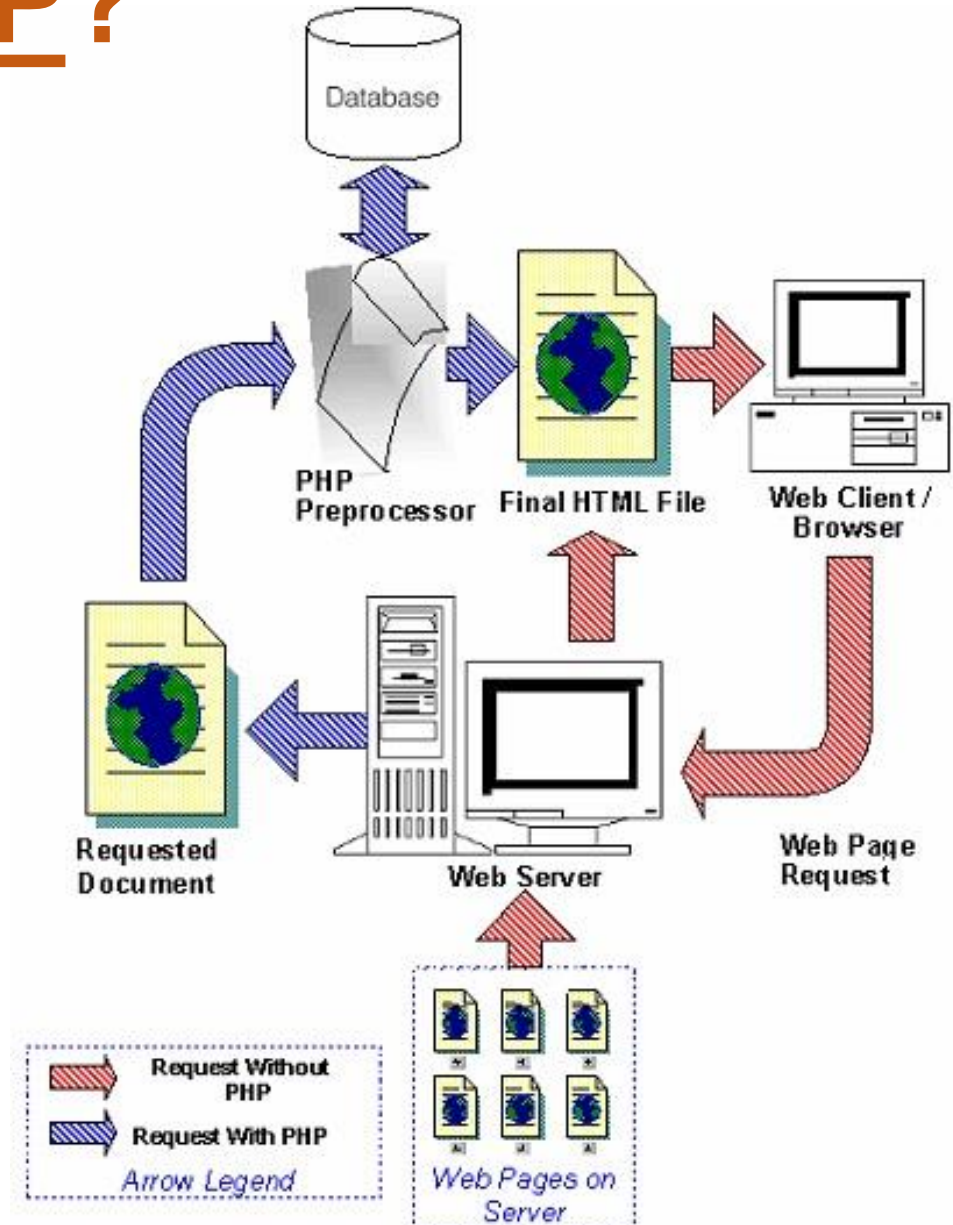 P?
Database
PHP
Preprocessor
Final HTML File
Web Client /
Browser
Requested
Document
Web Server
Web Page
Request
Request Without
PHP
Request With PHP
Arrow Legend
Web Pages on
Server